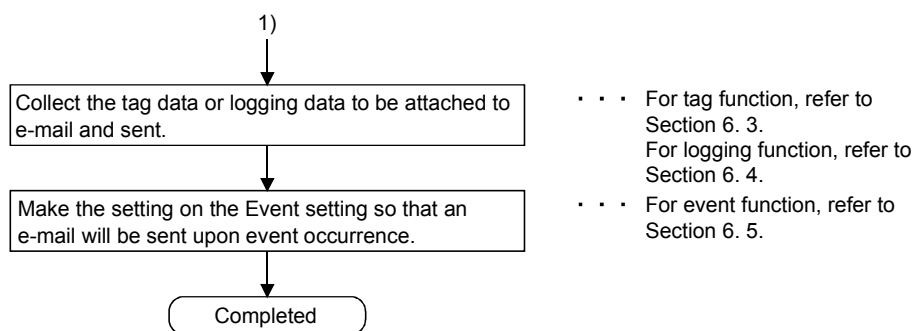 1)
Collect the tag data or logging data to be attached to
e-mail and sent.
· · · For tag function, refer to
Section 6. 3.
For logging function, refer to
Section 6. 4.
Make the setting on the Event setting so that an
e-mail will be sent upon event occurrence.
· · · For event function, refer to
Section 6. 5.
Completed